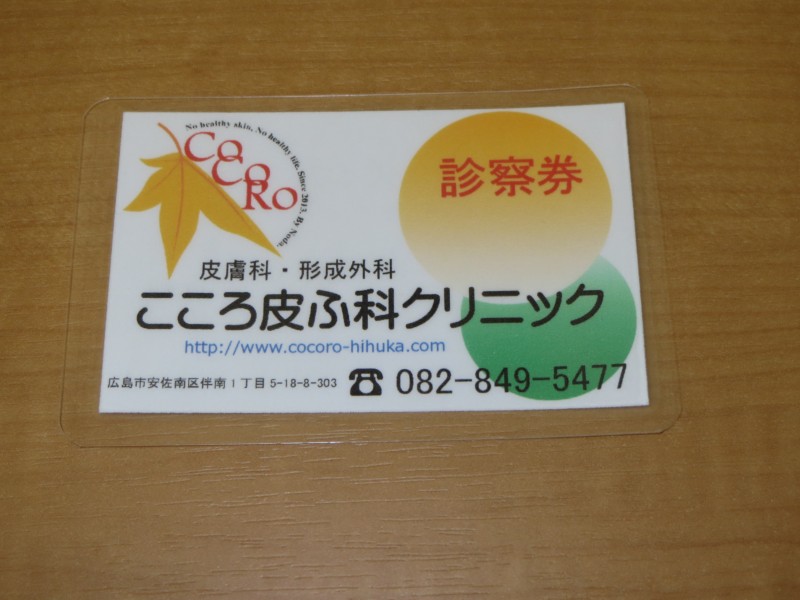 No healthy skin, No healthy life. Since 2013. By Noda.
COCORO
診察券
皮膚科・形成外科
こころ皮ふ科クリニック
http://www.cocoro-hihuka.com
広島市安佐南区伴南1丁目5-18-8-303
☎ 082-849-5477